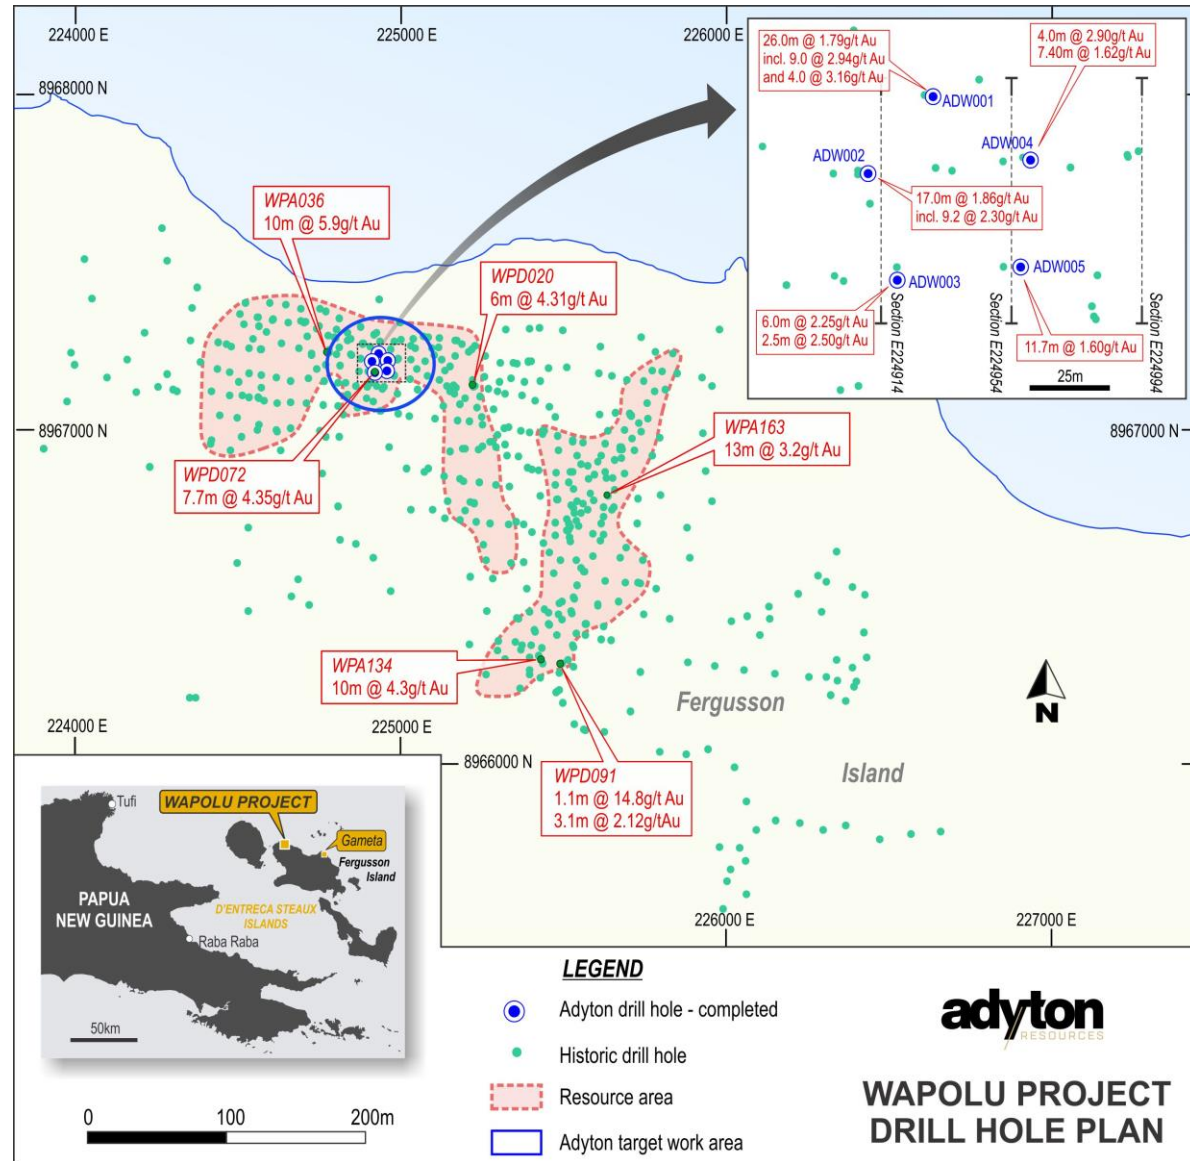 224000 E
225000 E
226000 E
8968000 N
26.0m @ 1.79g/t Au
incl. 9.0 @ 2.94g/t Au
and 4.0 @ 3.16g/t Au
4.0m @ 2.90g/t Au
7.40m @ 1.62g/t Au
ADW001
ADW004
ADW002
17.0m @ 1.86g/t Au
incl. 9.2 @ 2.30g/t Au
ADW003
ADW005
6.0m @ 2.25g/t Au
2.5m @ 2.50g/t Au
11.7m @ 1.60g/t Au
Section E224914
Section E224954
Section E224994
25m
WPA036
10m @ 5.9g/t Au
WPD020
6m @ 4.31g/t Au
8967000 N
8967000 N
WPA163
13m @ 3.2g/t Au
WPD072
7.7m @ 4.35g/t Au
WPA134
10m @ 4.3g/t Au
Fergusson
Island
N
224000 E
225000 E
8966000 N
WPD091
1.1m @ 14.8g/t Au
3.1m @ 2.12g/tAu
226000 E
227000 E
Tufi
WAPOLU PROJECT
Gameta
Fergusson
Island
PAPUA
NEW GUINEA
D'ENTRECA STEAUX
ISLANDS
Raba Raba
50km
0 100 200m
LEGEND
Adyton drill hole - completed
Historic drill hole
Resource area
Adyton target work area
adyton
RESOURCES
WAPOLU PROJECT
DRILL HOLE PLAN